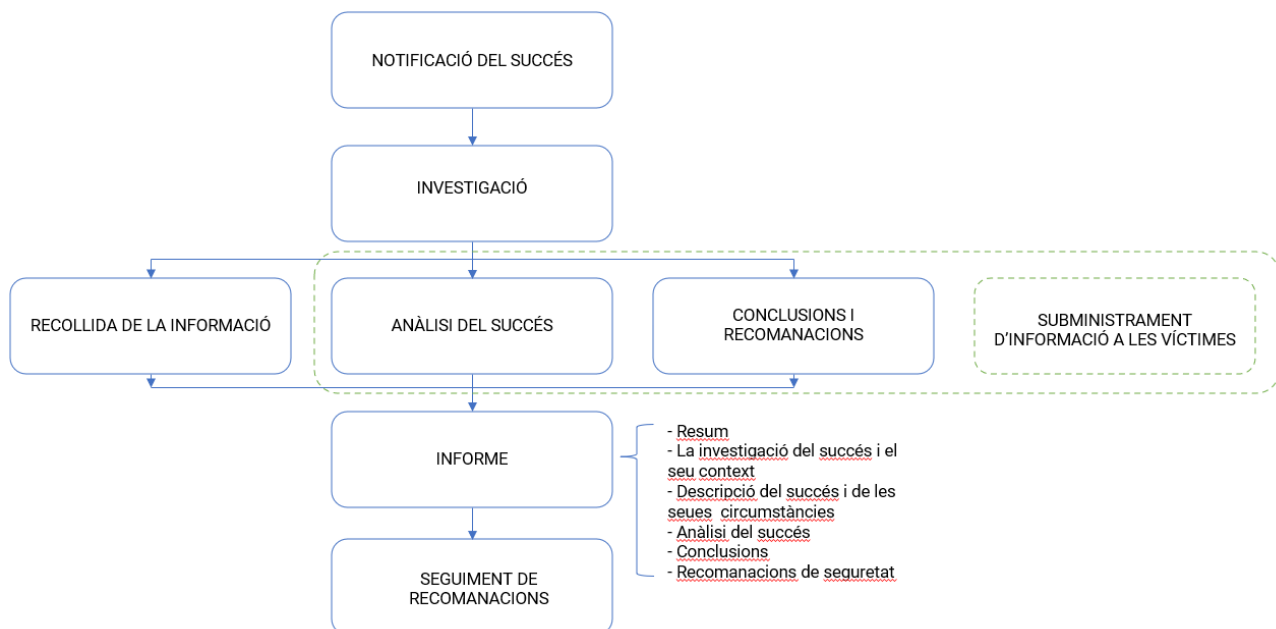 NOTIFICACIÓ DEL SUCCÉS
INVESTIGACIÓ
RECOLLIDA DE LA INFORMACIÓ
ANÀLISI DEL SUCCÉS
CONCLUSIONS I
RECOMANACIONS
SUBMINISTRAMENT
D'INFORMACIÓ A LES VÍCTIMES
INFORME
- Resum
- La investigació del succés i el
seu context
- Descripció del succés i de les
seues circumstàncies
- Anàlisi del succés
- Conclusions
- Recomanacions de seguretat
SEGUIMENT DE
RECOMANACIONS